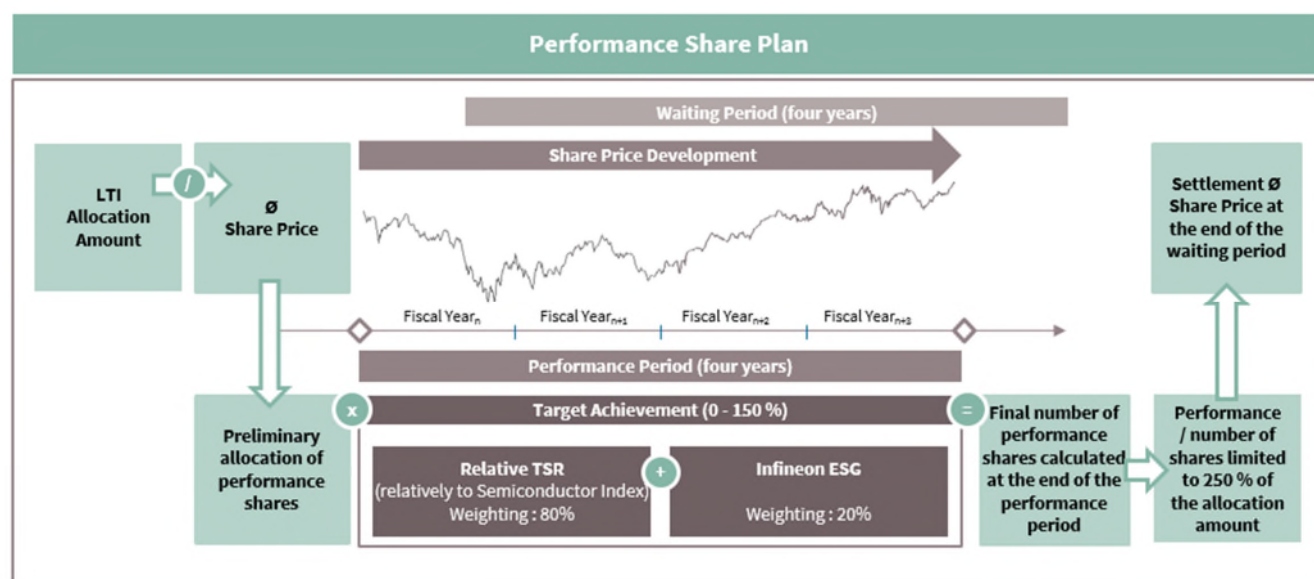 Performance Share Plan
Waiting Period (four years)
Share Price Development
LTI
Allocation
Amount
/
Ø
Share Price
Settlement Ø
Share Price at
the end of the
waiting period
Fiscal Yearn
Fiscal Yearn+1
Fiscal Yearn+2
Fiscal Yearn+3
Performance Period (four years)
x
Target Achievement (0 - 150 %)
=
Preliminary
allocation of
performance
shares
Relative TSR
(relatively to Semiconductor Index)
Weighting : 80%
+
Infineon ESG
Weighting : 20%
Final number of
performance
shares calculated
at the end of the
performance
period
Performance
/ number of
shares limited
to 250 % of
the allocation
amount